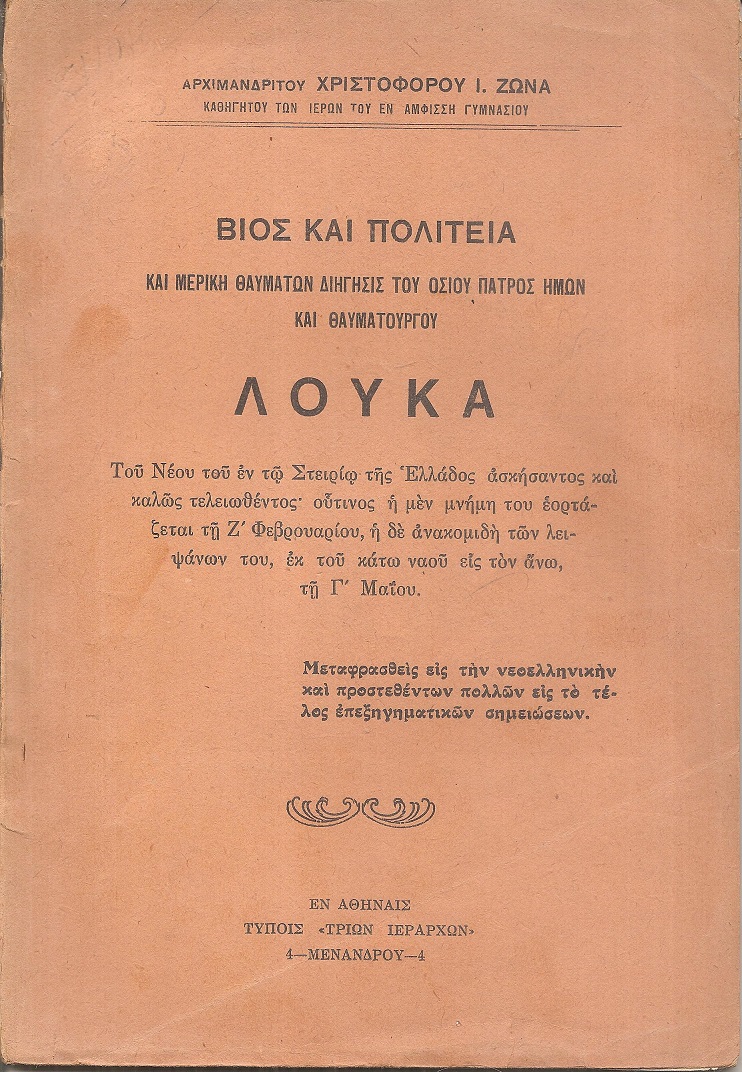 ΑΡΧΙΜΑΝΔΡΙΤΟΥ ΧΡΙΣΤΟΦΟΡΟΥ Ι. ΖΩΝΑ
ΚΑΘΗΓΗΤΟΥ ΤΩΝ ΙΕΡΩΝ ΤΟΥ ΕΝ ΑΜΦΙΣΣΗ ΓΥΜΝΑΣΙΟΥ
ΒΙΟΣ ΚΑΙ ΠΟΛΙΤΕΙΑ
ΚΑΙ ΜΕΡΙΚΗ ΘΑΥΜΑΤΩΝ ΔΙΗΓΗΣΙΣ ΤΟΥ ΟΣΙΟΥ ΠΑΤΡΟΣ ΗΜΩΝ
ΚΑΙ ΘΑΥΜΑΤΟΥΡΓΟΥ
ΛΟΥΚΑ
Τοῦ Νέου τοῦ ἐν τῷ Στειρίῳ τῆς Ἑλλάδος ἀσκήσαντος καὶ
καλῶς τελειωθέντος· οὗτινος ἡ μὲν μνήμη του ἑορτά-
ζεται τῇ Ζ′ Φεβρουαρίου, ἡ δὲ ἀνακομιδὴ τῶν λει-
ψάνων του, ἐκ τοῦ κάτω ναοῦ εἰς τὸν ἄνω,
τῇ Γ′ Μαΐου.
Μεταφρασθεὶς εἰς τὴν νεοελληνικὴν
καὶ προστεθέντων πολλῶν εἰς τὸ τέ-
λος ἐπεξηγηματικῶν σημειώσεων.
ΕΝ ΑΘΗΝΑΙΣ
ΤΥΠΟΙΣ «ΤΡΙΩΝ ΙΕΡΑΡΧΩΝ»
4—ΜΕΝΑΝΔΡΟΥ—4